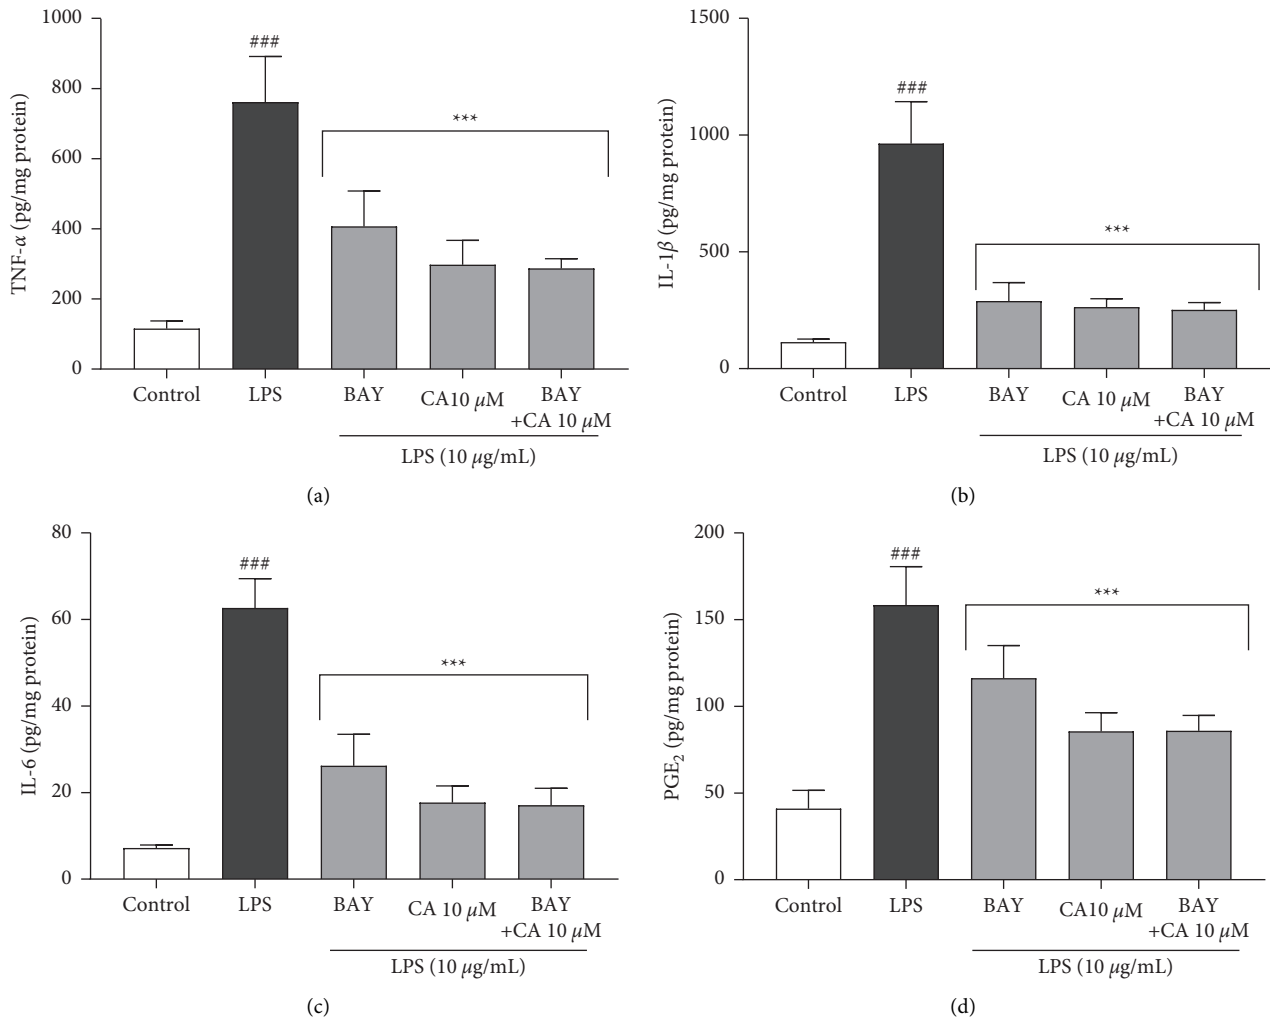 TNF-α (pg/mg protein)
1000
800
600
400
200
0
###
***
Control
LPS
BAY
CA10 μM
BAY
+CA 10 μM
LPS (10 μg/mL)
(a)
IL-1β (pg/mg protein)
1500
1000
500
0
###
***
Control
LPS
BAY
CA 10 μM
BAY
+CA 10 μM
LPS (10 μg/mL)
(b)
IL-6 (pg/mg protein)
80
60
40
20
0
###
***
Control
LPS
BAY
CA 10 μM
BAY
+CA 10 μM
LPS (10 μg/mL)
(c)
PGE₂ (pg/mg protein)
200
150
100
50
0
###
***
Control
LPS
BAY
CA10 μM
BAY
+CA 10 μM
LPS (10 μg/mL)
(d)